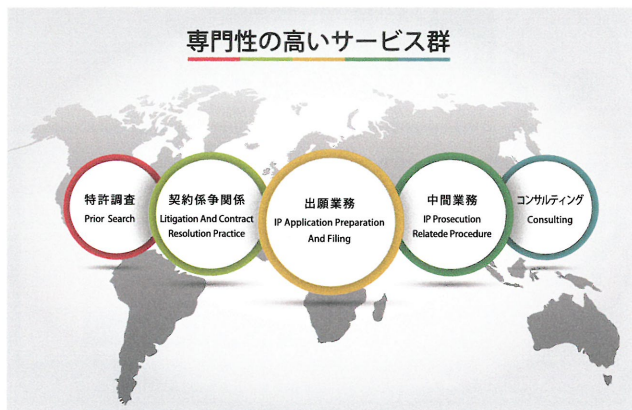 専門性の高いサービス群
特許調査
Prior Search
契約係争関係
Litigation And Contract
Resolution Practice
出願業務
IP Application Preparation
And Filing
中間業務
IP Prosecution
Relatede Procedure
コンサルティング
Consulting